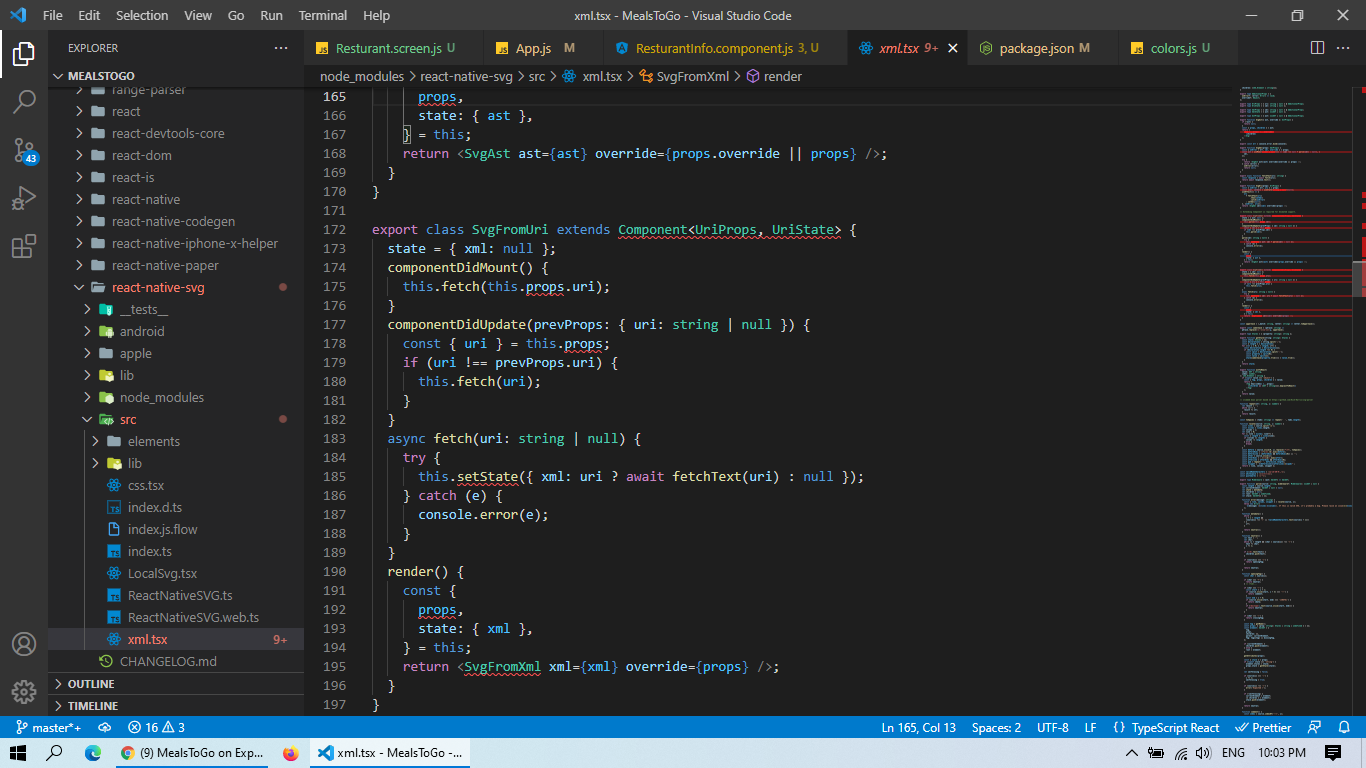 File Edit Selection View Go Run Terminal Help xml.tsx - MealsToGo - Visual Studio Code
EXPLORER
MEALSTOGO
range-parser
react
react-devtools-core
react-dom
react-is
react-native
react-native-codegen
react-native-iphone-x-helper
react-native-paper
react-native-svg
__tests__
android
apple
lib
node_modules
src
elements
lib
css.tsx
index.d.ts
index.js.flow
index.ts
LocalSvg.tsx
ReactNativeSVG.ts
ReactNativeSVG.web.ts
xml.tsx 9+
CHANGELOG.md
OUTLINE
TIMELINE
43
JS Resturant.screen.js U JS App.js M ResturantInfo.component.js 3, U xml.tsx 9+ package.json M JS colors.js U
node_modules > react-native-svg > src > xml.tsx > SvgFromXml > render
165 props,
166 state: { ast },
167 } = this;
168 return <SvgAst ast={ast} override={props.override || props} />;
169 }
170 }
171
172 export class SvgFromUri extends Component<UriProps, UriState> {
173 state = { xml: null };
174 componentDidMount() {
175 this.fetch(this.props.uri);
176 }
177 componentDidUpdate(prevProps: { uri: string | null }) {
178 const { uri } = this.props;
179 if (uri !== prevProps.uri) {
180 this.fetch(uri);
181 }
182 }
183 async fetch(uri: string | null) {
184 try {
185 this.setState({ xml: uri ? await fetchText(uri) : null });
186 } catch (e) {
187 console.error(e);
188 }
189 }
190 render() {
191 const {
192 props,
193 state: { xml },
194 } = this;
195 return <SvgFromXml xml={xml} override={props} />;
196 }
197 }
master*+ 16 3 Ln 165, Col 13 Spaces: 2 UTF-8 LF {} TypeScript React Prettier
(9) MealsToGo on Exp... xml.tsx - MealsToGo -... ENG 10:03 PM